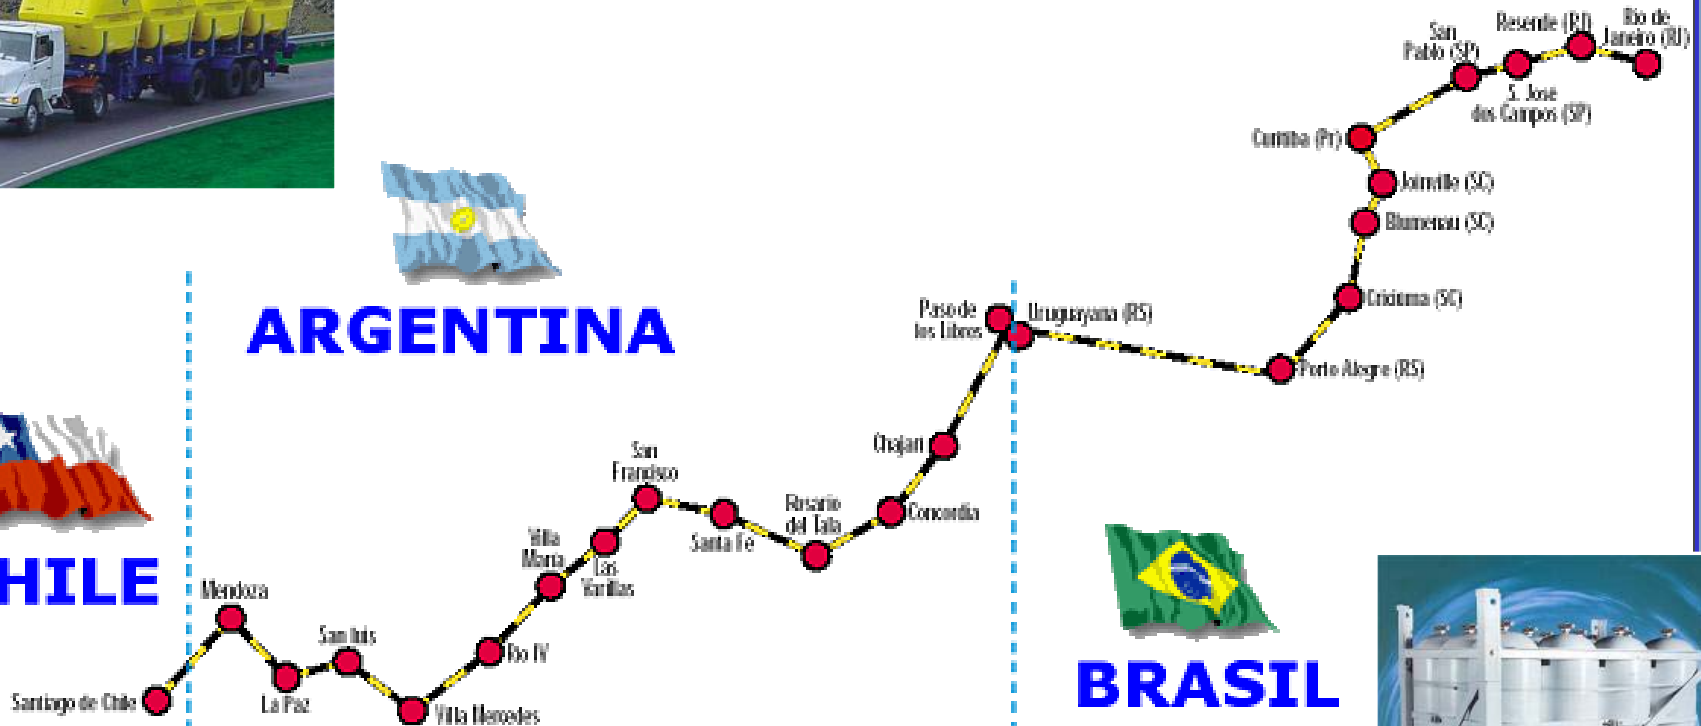 San
Pablo (SP)
Resende (RJ)
Rio de
Janeiro (RJ)
S. José
dos Campos (SP)
Curitiba (Pr)
Joinville (SC)
Blumenau (SC)
ARGENTINA
Paso de
los Libres
Uruguayana (RS)
Criciuma (SC)
Porto Alegre (RS)
Chajari
San
Francisco
Rosario
del Tala
Concordia
Santa Fe
Villa
Maria
Las
Varillas
HILE
Mendoza
San luis
Rio IV
BRASIL
Santiago de Chile
La Paz
Villa Mercedes